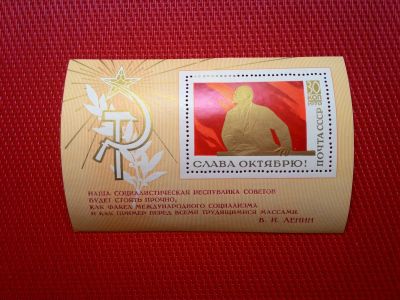 30
КОП
ПОЧТА СССР
СЛАВА ОКТЯБРЮ!
НАША СОЦИАЛИСТИЧЕСКАЯ РЕСПУБЛИКА СОВЕТОВ
БУДЕТ СТОЯТЬ ПРОЧНО,
КАК ФАКЕЛ МЕЖДУНАРОДНОГО СОЦИАЛИЗМА
И КАК ПРИМЕР ПЕРЕД ВСЕМИ ТРУДЯЩИМИСЯ МАССАМИ.
В. И. ЛЕНИН